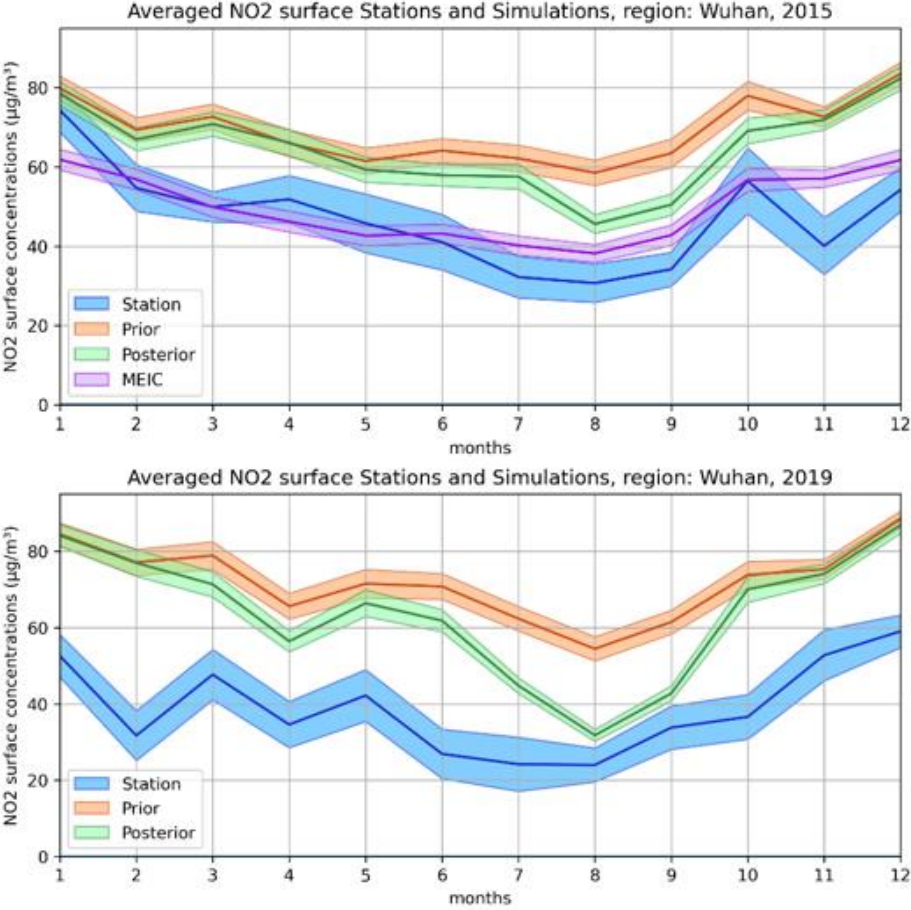 Averaged NO2 surface Stations and Simulations, region: Wuhan, 2015
NO2 surface concentrations (μg/m³)
80
60
40
20
0
Station
Prior
Posterior
MEIC
1 2 3 4 5 6 7 8 9 10 11 12
months
Averaged NO2 surface Stations and Simulations, region: Wuhan, 2019
NO2 surface concentrations (μg/m³)
80
60
40
20
0
Station
Prior
Posterior
1 2 3 4 5 6 7 8 9 10 11 12
months